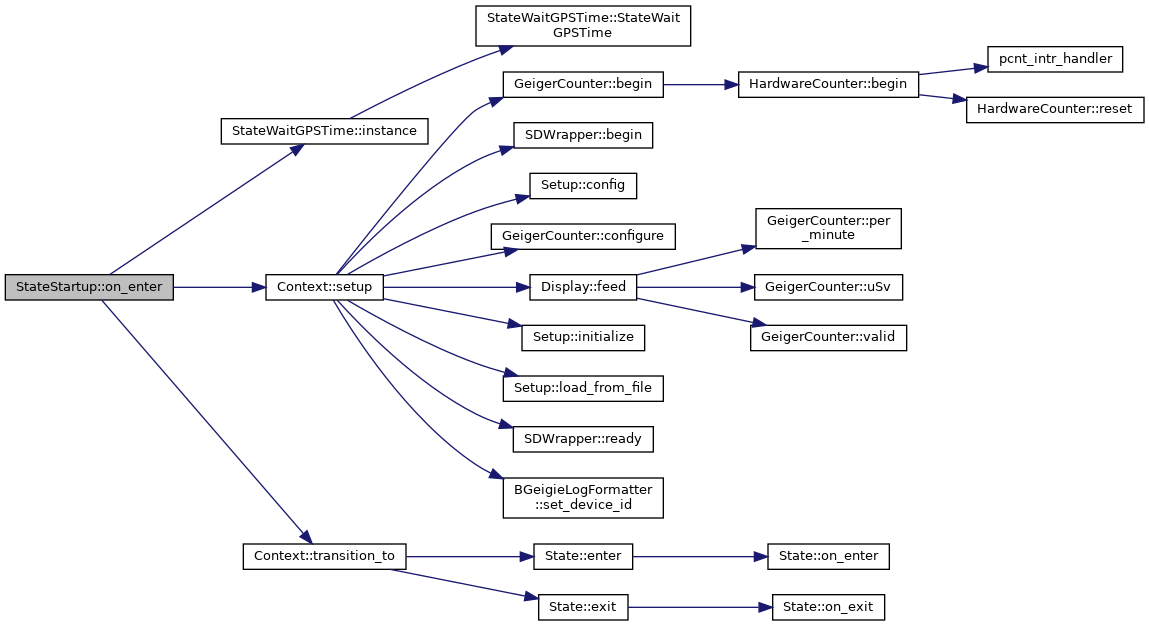 StateWaitGPSTime::StateWait
GPSTime
pcnt_intr_handler
GeigerCounter::begin
HardwareCounter::begin
HardwareCounter::reset
StateWaitGPSTime::instance
SDWrapper::begin
Setup::config
GeigerCounter::per
_minute
GeigerCounter::configure
StateStartup::on_enter
Context::setup
Display::feed
GeigerCounter::uSv
Setup::initialize
GeigerCounter::valid
Setup::load_from_file
SDWrapper::ready
BGeigieLogFormatter
::set_device_id
Context::transition_to
State::enter
State::on_enter
State::exit
State::on_exit